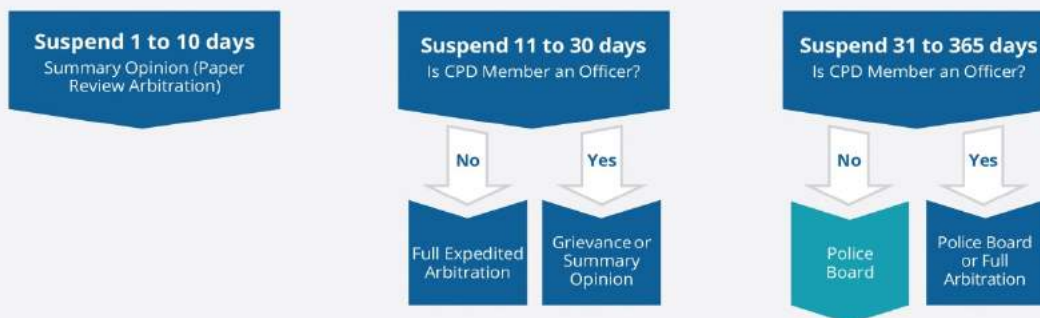 Suspend 1 to 10 days
Summary Opinion (Paper
Review Arbitration)
Suspend 11 to 30 days
Is CPD Member an Officer?
Suspend 31 to 365 days
Is CPD Member an Officer?
No
Yes
No
Yes
Full Expedited
Arbitration
Grievance or
Summary
Opinion
Police
Board
Police Board
or Full
Arbitration